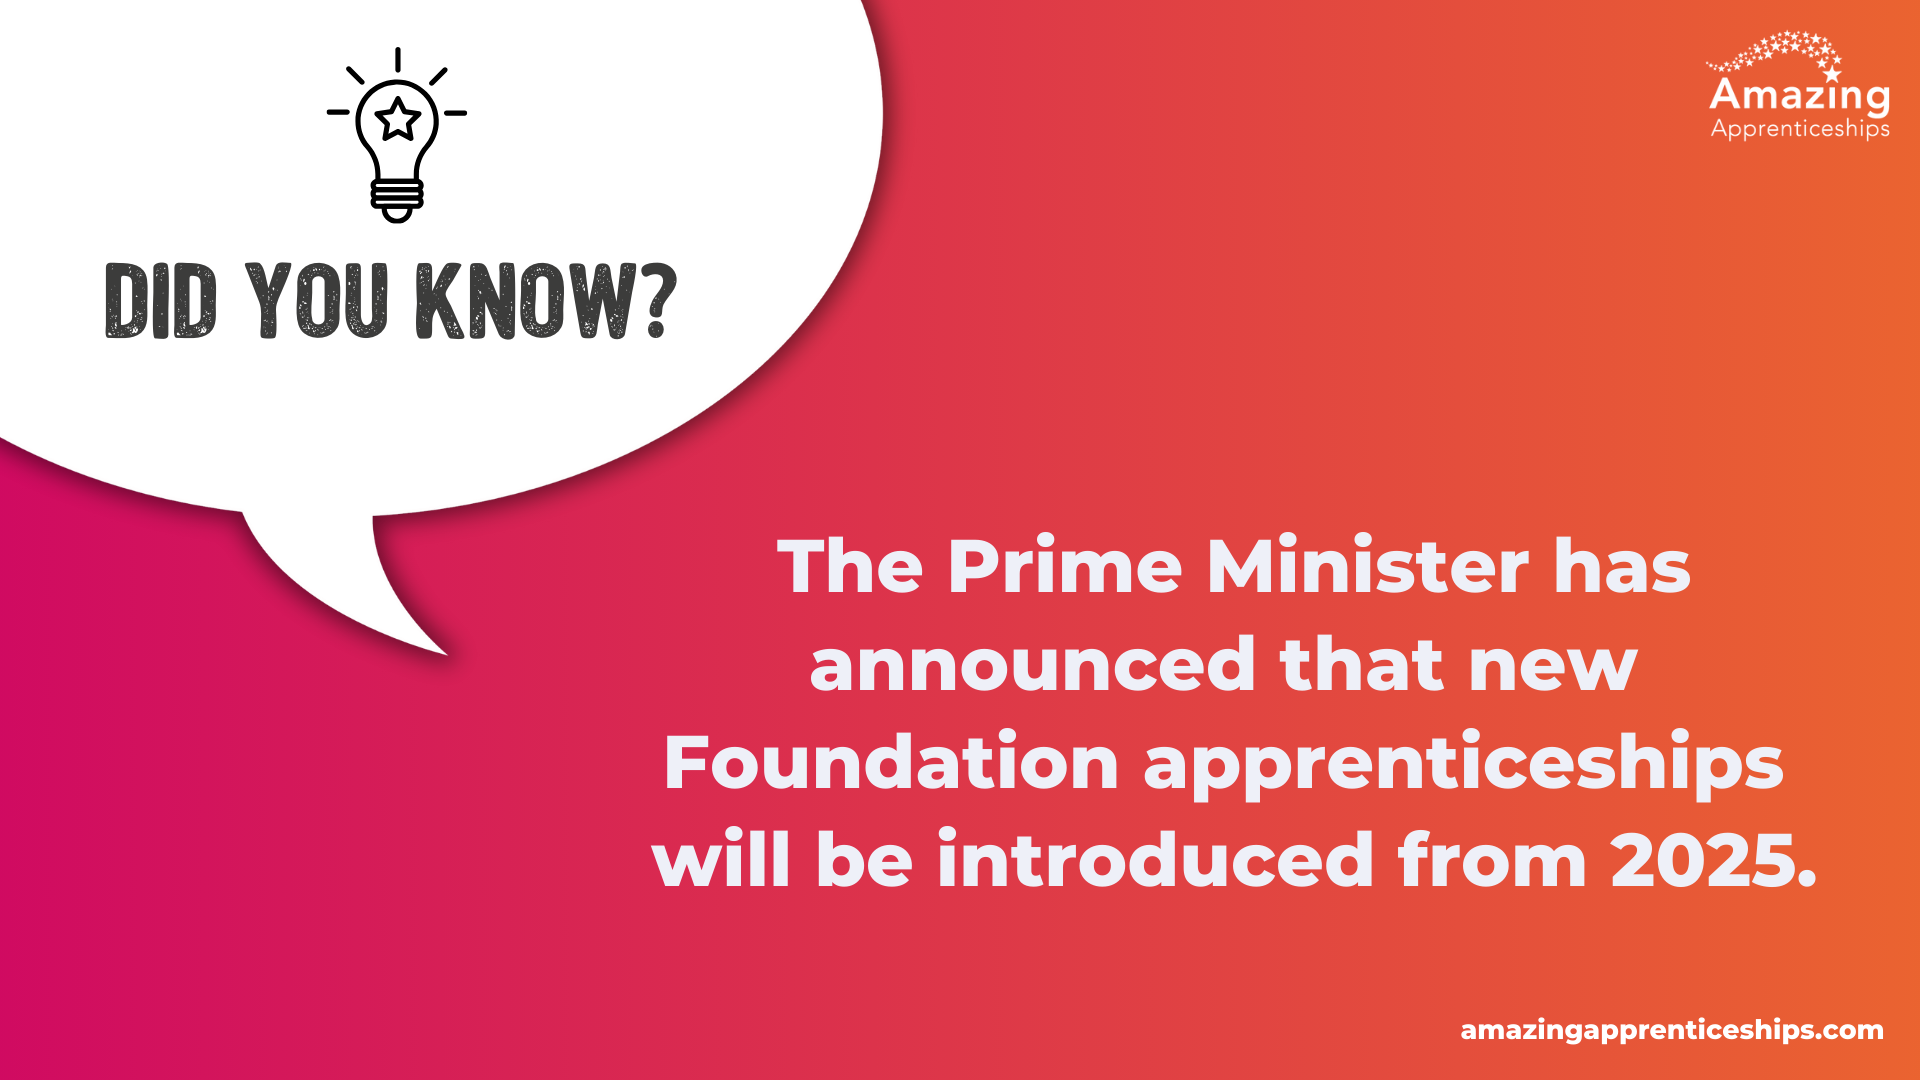 DID YOU KNOW?
Amazing
Apprenticeships
The Prime Minister has
announced that new
Foundation apprenticeships
will be introduced from 2025.
amazingapprenticeships.com